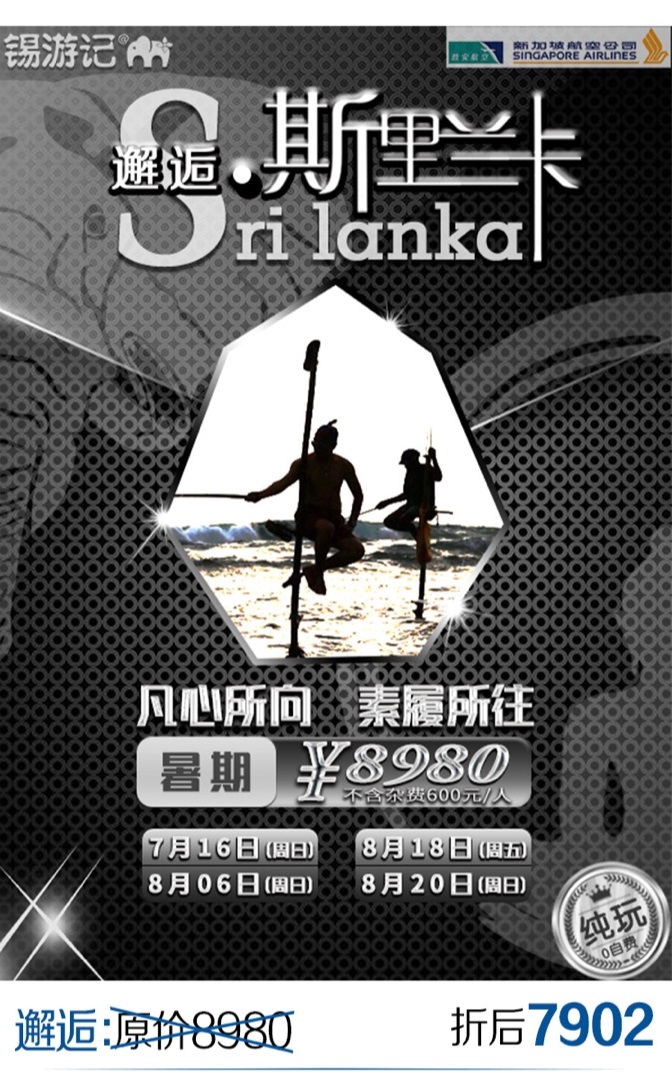 锡游记®
胜安航空
新加坡航空公司
SINGAPORE AIRLINES
邂逅·斯里兰卡
Sri lanka
凡心所向 素履所往
暑期 ¥8980
不含杂费600元/人
7月16日(周日) 8月18日(周五)
8月06日(周日) 8月20日(周日)
纯玩
0自费
邂逅:原价8980 折后7902